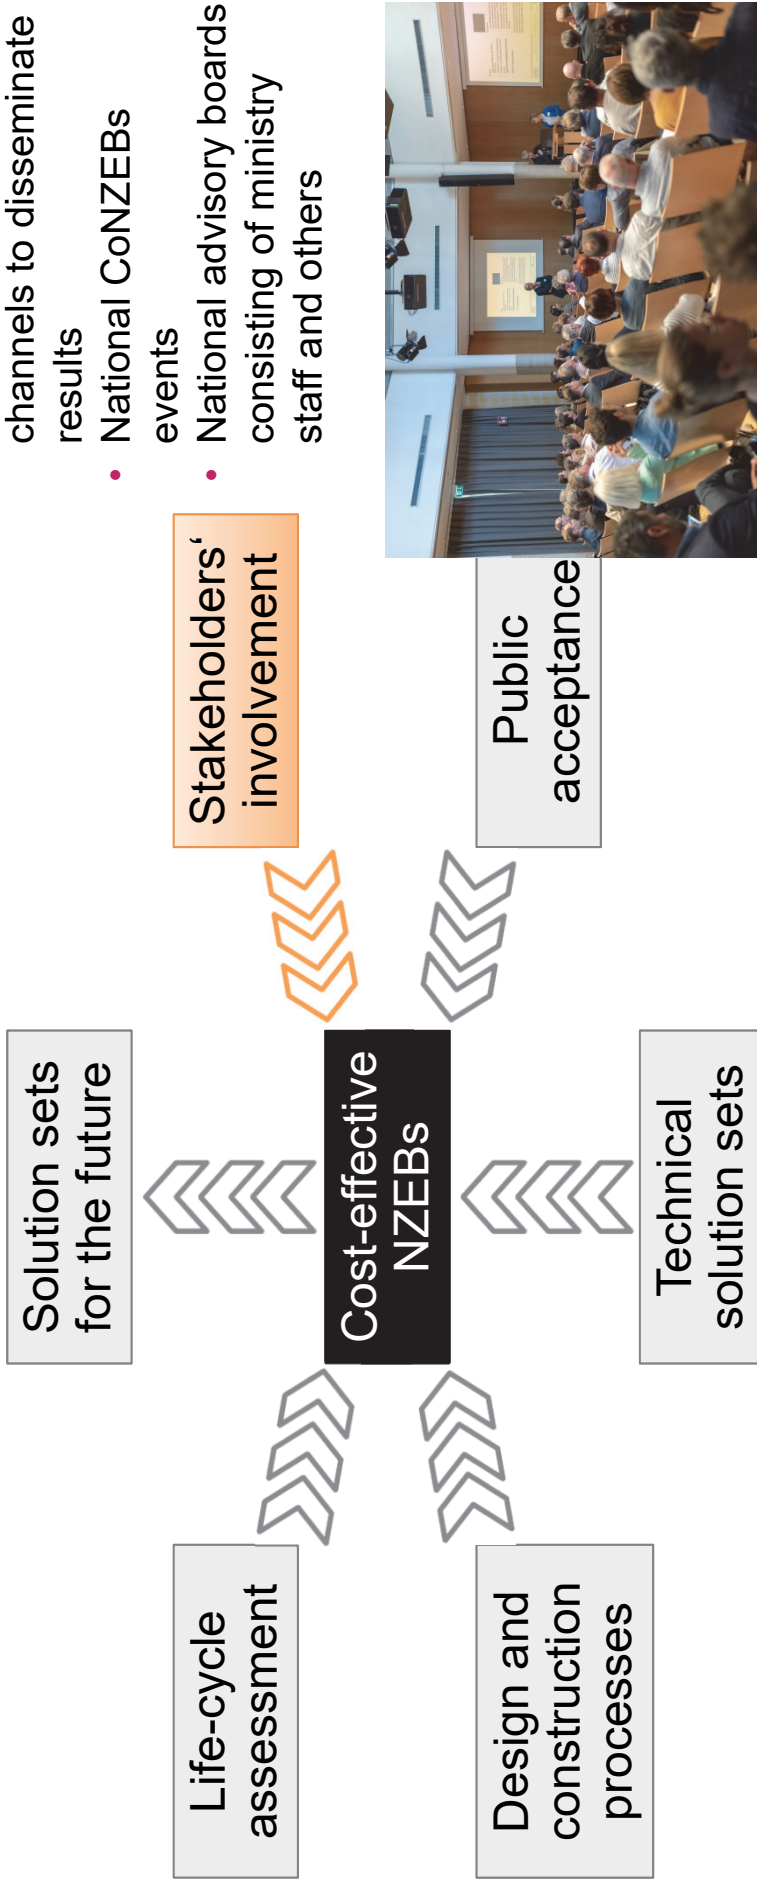 Solution sets
for the future
Life-cycle
assessment
Stakeholders‘
involvement
channels to disseminate
results
• National CoNZEBs
events
• National advisory boards
consisting of ministry
staff and others
Cost-effective
NZEBs
Design and
construction
processes
Technical
solution sets
Public
acceptance